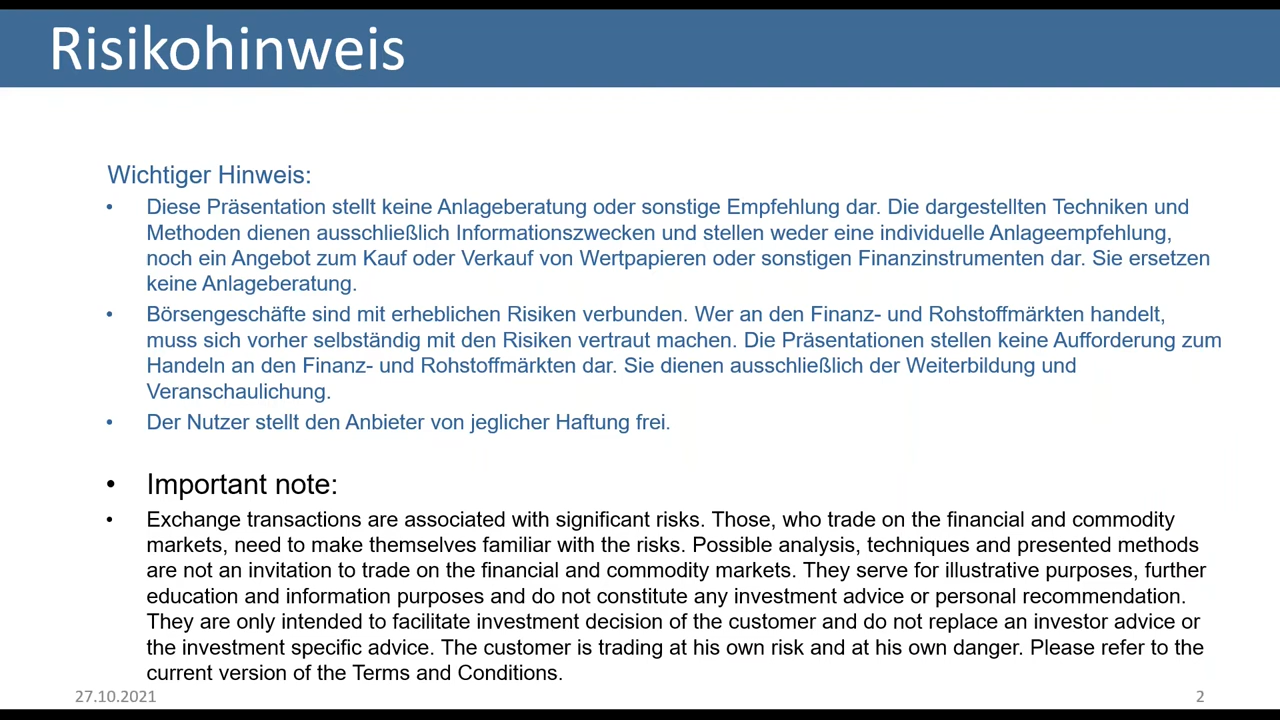 Risikohinweis
Wichtiger Hinweis:
• Diese Präsentation stellt keine Anlageberatung oder sonstige Empfehlung dar. Die dargestellten Techniken und
Methoden dienen ausschließlich Informationszwecken und stellen weder eine individuelle Anlageempfehlung,
noch ein Angebot zum Kauf oder Verkauf von Wertpapieren oder sonstigen Finanzinstrumenten dar. Sie ersetzen
keine Anlageberatung.
• Börsengeschäfte sind mit erheblichen Risiken verbunden. Wer an den Finanz- und Rohstoffmärkten handelt,
muss sich vorher selbständig mit den Risiken vertraut machen. Die Präsentationen stellen keine Aufforderung zum
Handeln an den Finanz- und Rohstoffmärkten dar. Sie dienen ausschließlich der Weiterbildung und
Veranschaulichung.
• Der Nutzer stellt den Anbieter von jeglicher Haftung frei.
• Important note:
• Exchange transactions are associated with significant risks. Those, who trade on the financial and commodity
markets, need to make themselves familiar with the risks. Possible analysis, techniques and presented methods
are not an invitation to trade on the financial and commodity markets. They serve for illustrative purposes, further
education and information purposes and do not constitute any investment advice or personal recommendation.
They are only intended to facilitate investment decision of the customer and do not replace an investor advice or
the investment specific advice. The customer is trading at his own risk and at his own danger. Please refer to the
current version of the Terms and Conditions.
27.10.2021
2